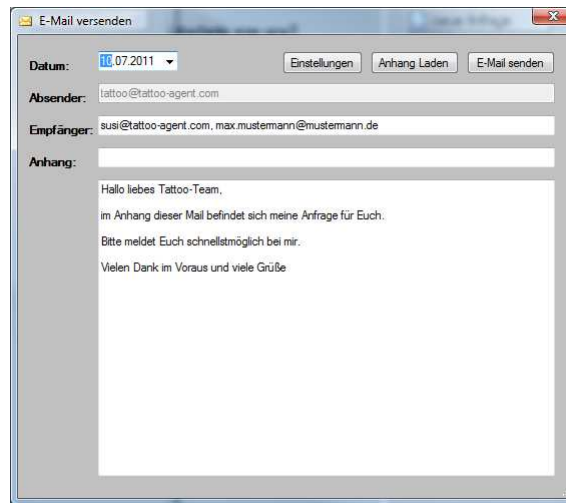 E-Mail versenden
Datum: 10.07.2011 Einstellungen Anhang Laden E-Mail senden
Absender: tattoo@tattoo-agent.com
Empfänger: susi@tattoo-agent.com, max.mustermann@mustermann.de
Anhang:
Hallo liebes Tattoo-Team,
im Anhang dieser Mail befindet sich meine Anfrage für Euch.
Bitte meldet Euch schnellstmöglich bei mir.
Vielen Dank im Voraus und viele Grüße